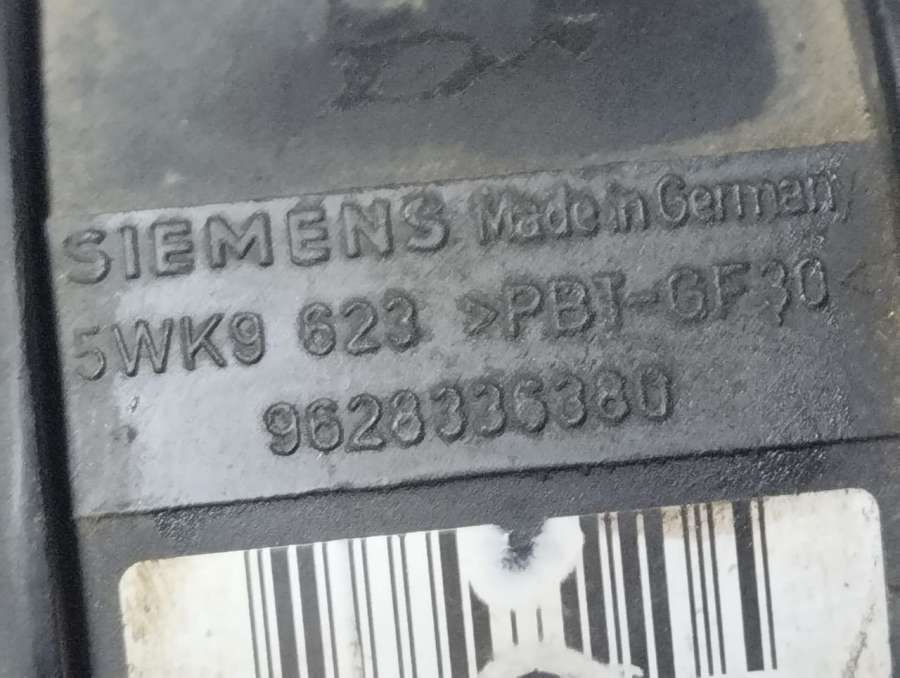 SIEMENS Made in Germany
5WK9 623 >PBT-GF30<
9628336380